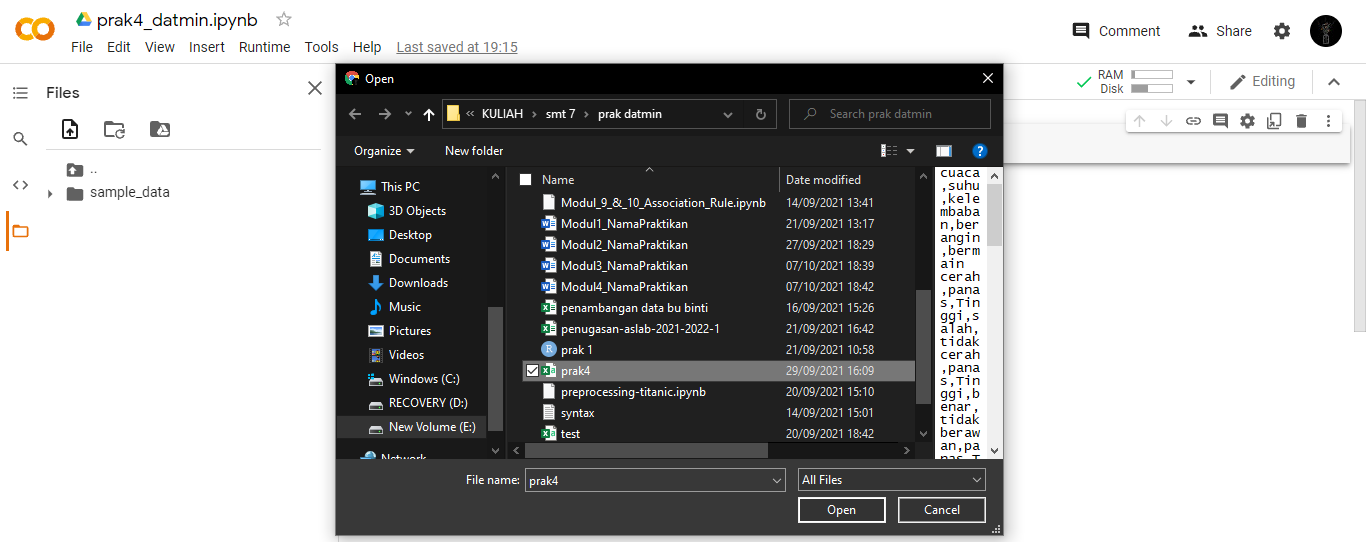 prak4_datmin.ipynb
File Edit View Insert Runtime Tools Help Last saved at 19:15
Comment Share
RAM
Disk
Editing
Files
..
sample_data
Open
« KULIAH › smt 7 › prak datmin
Search prak datmin
Organize New folder
This PC
3D Objects
Desktop
Documents
Downloads
Music
Pictures
Videos
Windows (C:)
RECOVERY (D:)
New Volume (E:)
Network
Name Date modified
Modul_9_&_10_Association_Rule.ipynb 14/09/2021 13:41
Modul1_NamaPraktikan 21/09/2021 13:17
Modul2_NamaPraktikan 27/09/2021 18:29
Modul3_NamaPraktikan 07/10/2021 18:39
Modul4_NamaPraktikan 07/10/2021 18:42
penambangan data bu binti 16/09/2021 15:26
penugasan-aslab-2021-2022-1 21/09/2021 16:42
prak 1 21/09/2021 10:58
prak4 29/09/2021 16:09
preprocessing-titanic.ipynb 20/09/2021 15:10
syntax 14/09/2021 15:01
test 20/09/2021 18:42
cuaca
,suhu
,kele
mbaba
n,ber
angin
,berm
ain
cerah
,pana
s,Tin
ggi,s
alah,
tidak
cerah
,pana
s,Tin
ggi,b
enar,
tidak
beraw
an,pa
nas,T
File name: prak4
All Files
Open Cancel